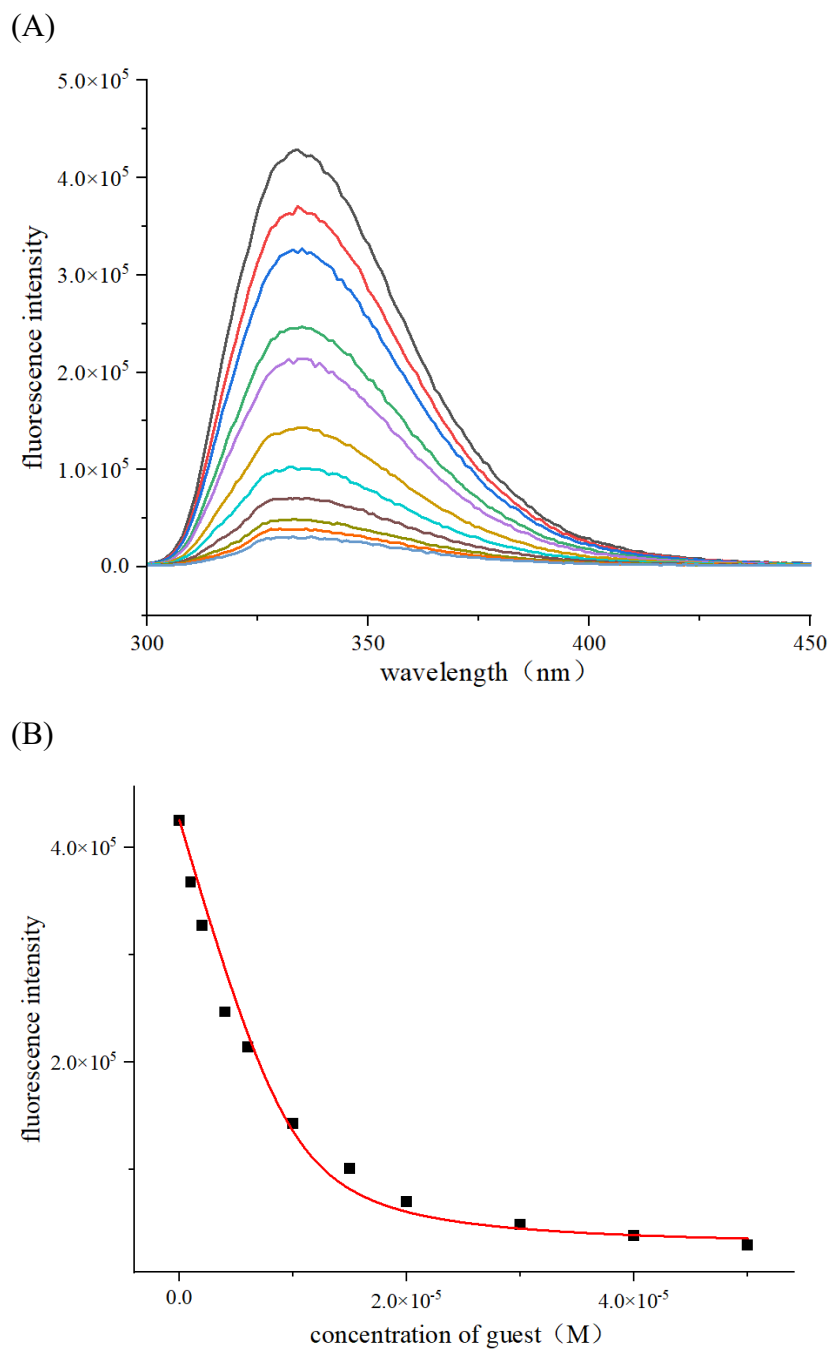 (A)
5.0×10⁵
4.0×10⁵
3.0×10⁵
2.0×10⁵
1.0×10⁵
0.0
fluorescence intensity
300
350
400
450
wavelength（nm）
(B)
4.0×10⁵
2.0×10⁵
fluorescence intensity
0.0
2.0×10⁻⁵
4.0×10⁻⁵
concentration of guest（M）